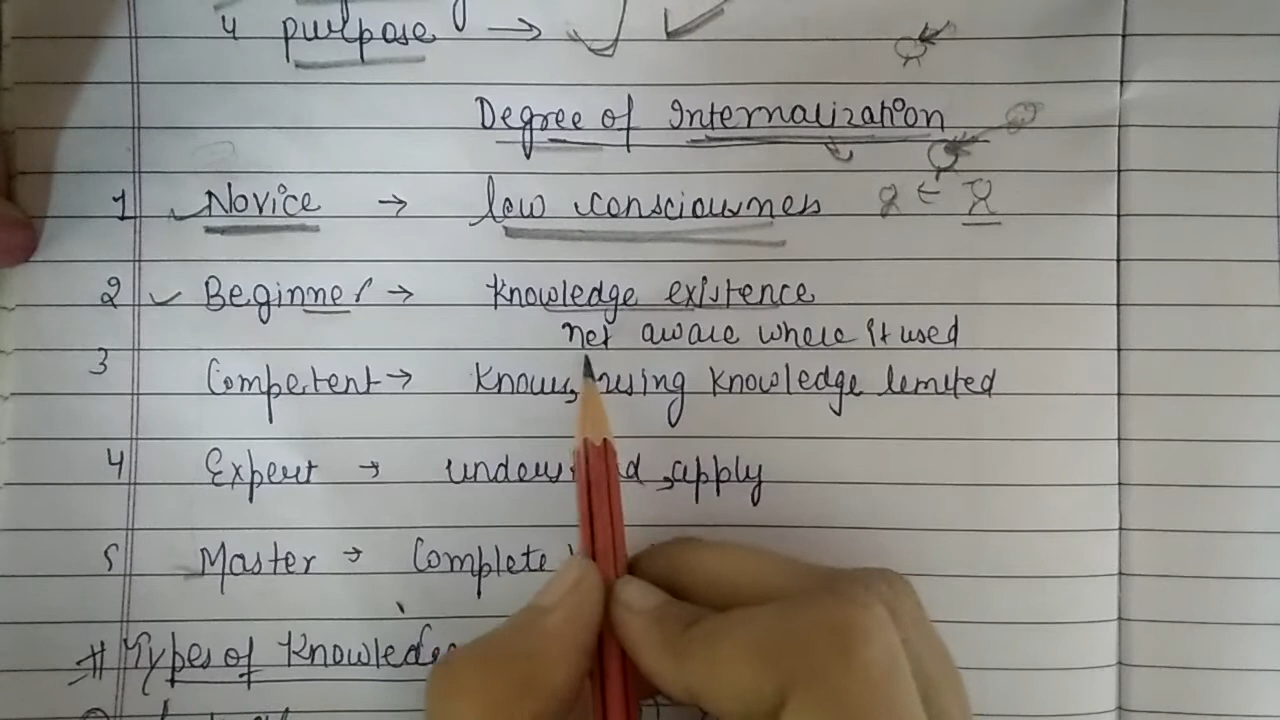 4 purpose →
Degree of Internalization
1 Novice → low consciousness
2 Beginner → Knowledge existence
not aware where it used
3 Competent → Knows, using knowledge limited
4 Expert → apply
5 Master → Complete
# Types of Knowledge